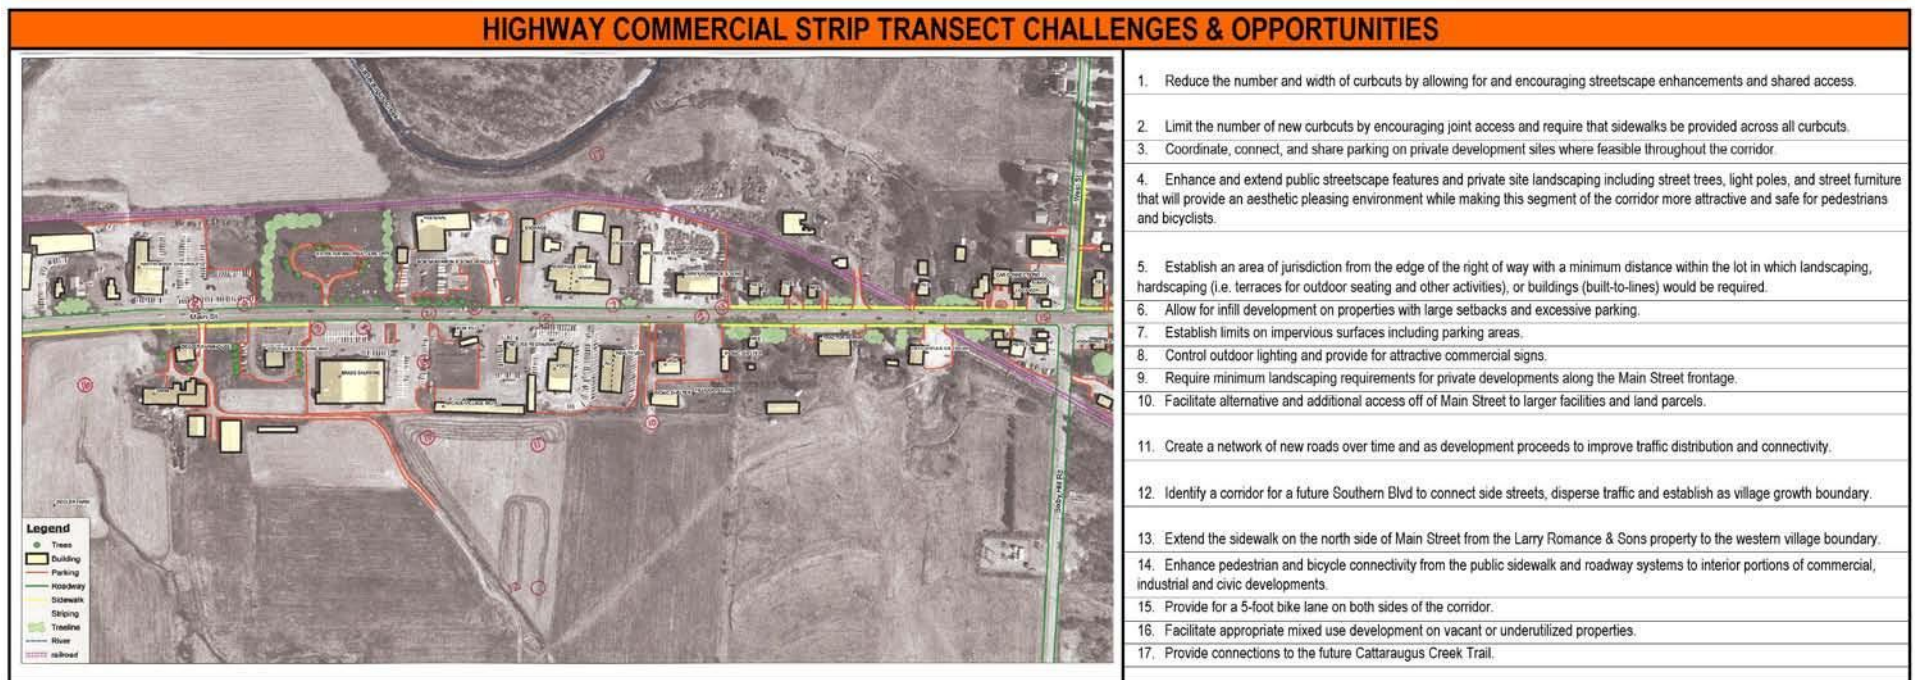 HIGHWAY COMMERCIAL STRIP TRANSECT CHALLENGES & OPPORTUNITIES
Main St
Sandy Hill Rd
Legend
Trees
Building
Parking
Roadway
Sidewalk
Striping
Treeline
River
railroad
1. Reduce the number and width of curbcuts by allowing for and encouraging streetscape enhancements and shared access.
2. Limit the number of new curbcuts by encouraging joint access and require that sidewalks be provided across all curbcuts.
3. Coordinate, connect, and share parking on private development sites where feasible throughout the corridor.
4. Enhance and extend public streetscape features and private site landscaping including street trees, light poles, and street furniture
that will provide an aesthetic pleasing environment while making this segment of the corridor more attractive and safe for pedestrians
and bicyclists.
5. Establish an area of jurisdiction from the edge of the right of way with a minimum distance within the lot in which landscaping,
hardscaping (i.e. terraces for outdoor seating and other activities), or buildings (built-to-lines) would be required.
6. Allow for infill development on properties with large setbacks and excessive parking.
7. Establish limits on impervious surfaces including parking areas.
8. Control outdoor lighting and provide for attractive commercial signs.
9. Require minimum landscaping requirements for private developments along the Main Street frontage.
10. Facilitate alternative and additional access off of Main Street to larger facilities and land parcels.
11. Create a network of new roads over time and as development proceeds to improve traffic distribution and connectivity.
12. Identify a corridor for a future Southern Blvd to connect side streets, disperse traffic and establish as village growth boundary.
13. Extend the sidewalk on the north side of Main Street from the Larry Romance & Sons property to the western village boundary.
14. Enhance pedestrian and bicycle connectivity from the public sidewalk and roadway systems to interior portions of commercial,
industrial and civic developments.
15. Provide for a 5-foot bike lane on both sides of the corridor.
16. Facilitate appropriate mixed use development on vacant or underutilized properties.
17. Provide connections to the future Cattaraugus Creek Trail.